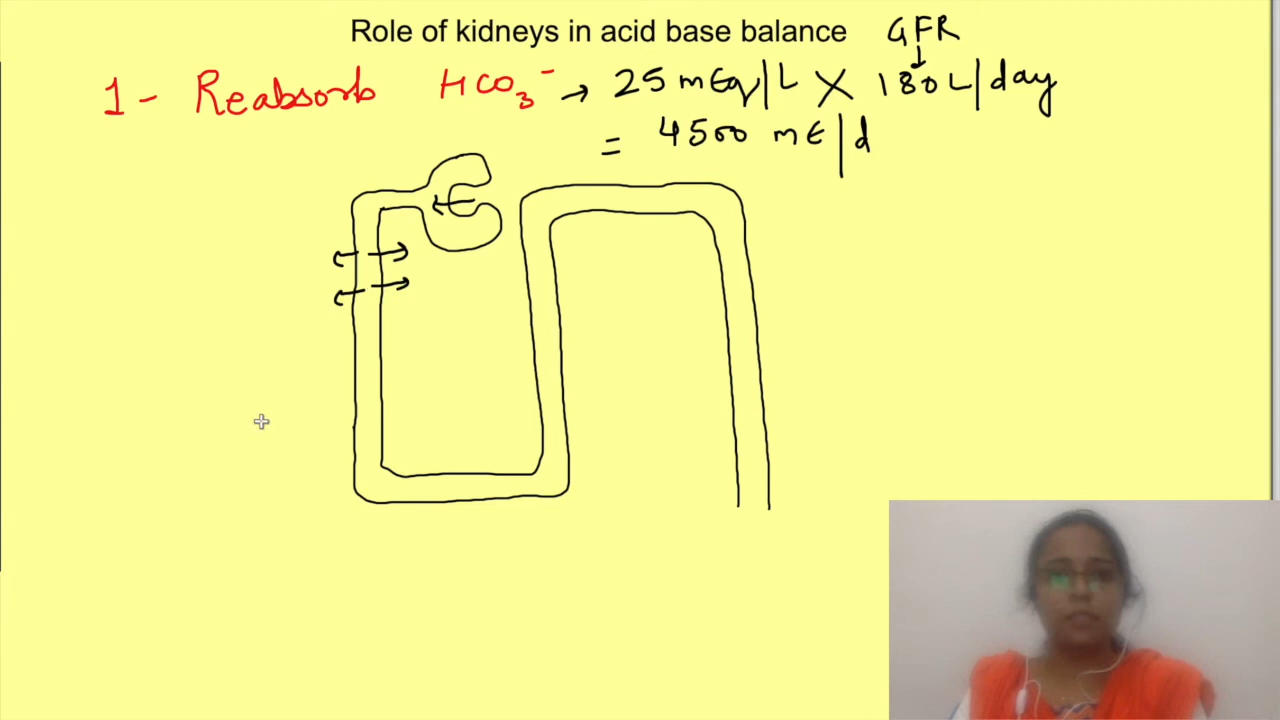 Role of kidneys in acid base balance GFR
1- Reabsorb HCO₃⁻ → 25 mEq/L X 180 L/day
= 4500 mE/d